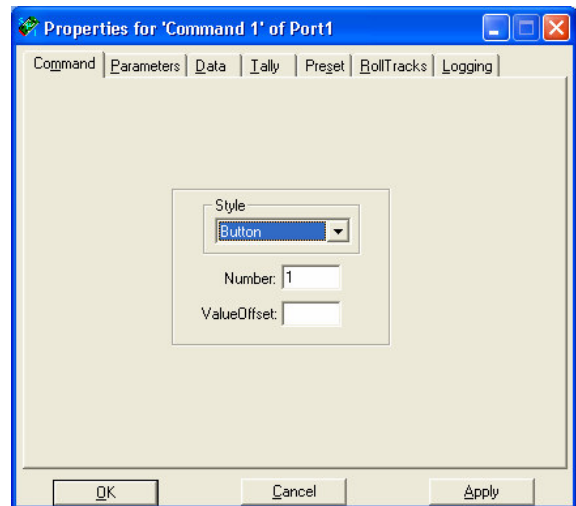 Properties for 'Command 1' of Port1
Command Parameters Data Tally Preset RollTracks Logging
Style
Button
Number: 1
ValueOffset:
OK Cancel Apply